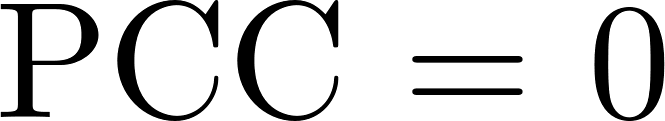 PCC = 0